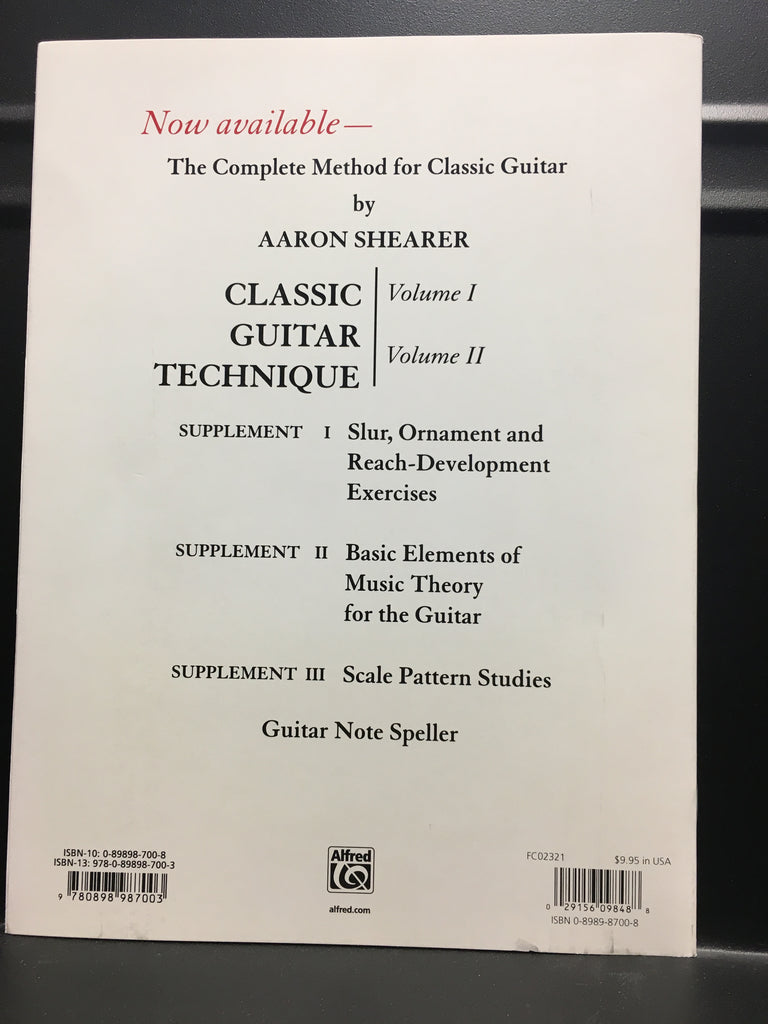 Now available—
The Complete Method for Classic Guitar
by
AARON SHEARER
CLASSIC
GUITAR
TECHNIQUE
Volume I
Volume II
SUPPLEMENT I Slur, Ornament and
Reach-Development
Exercises
SUPPLEMENT II Basic Elements of
Music Theory
for the Guitar
SUPPLEMENT III Scale Pattern Studies
Guitar Note Speller
ISBN-10: 0-89898-700-8
ISBN-13: 978-0-89898-700-3
9 780898 987003
Alfred
alfred.com
FC02321 $9.95 in USA
0 29156 09848 8
ISBN 0-8989-8700-8